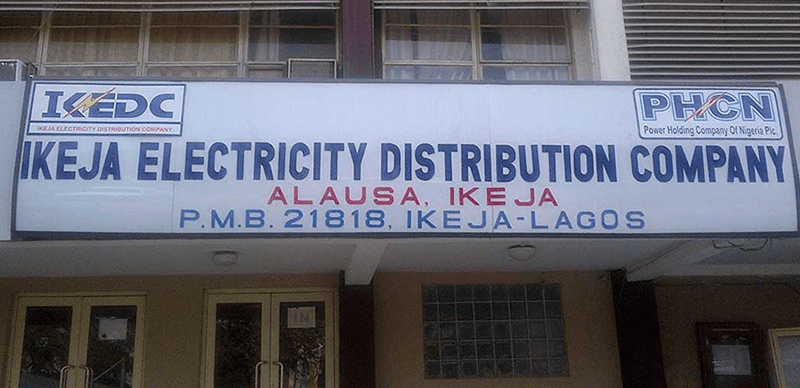 IKEDC
IKEJA ELECTRICITY DISTRIBUTION COMPANY
PHCN
Power Holding Company Of Nigeria Plc.
IKEJA ELECTRICITY DISTRIBUTION COMPANY
ALAUSA, IKEJA
P.M.B. 21818, IKEJA-LAGOS
IN